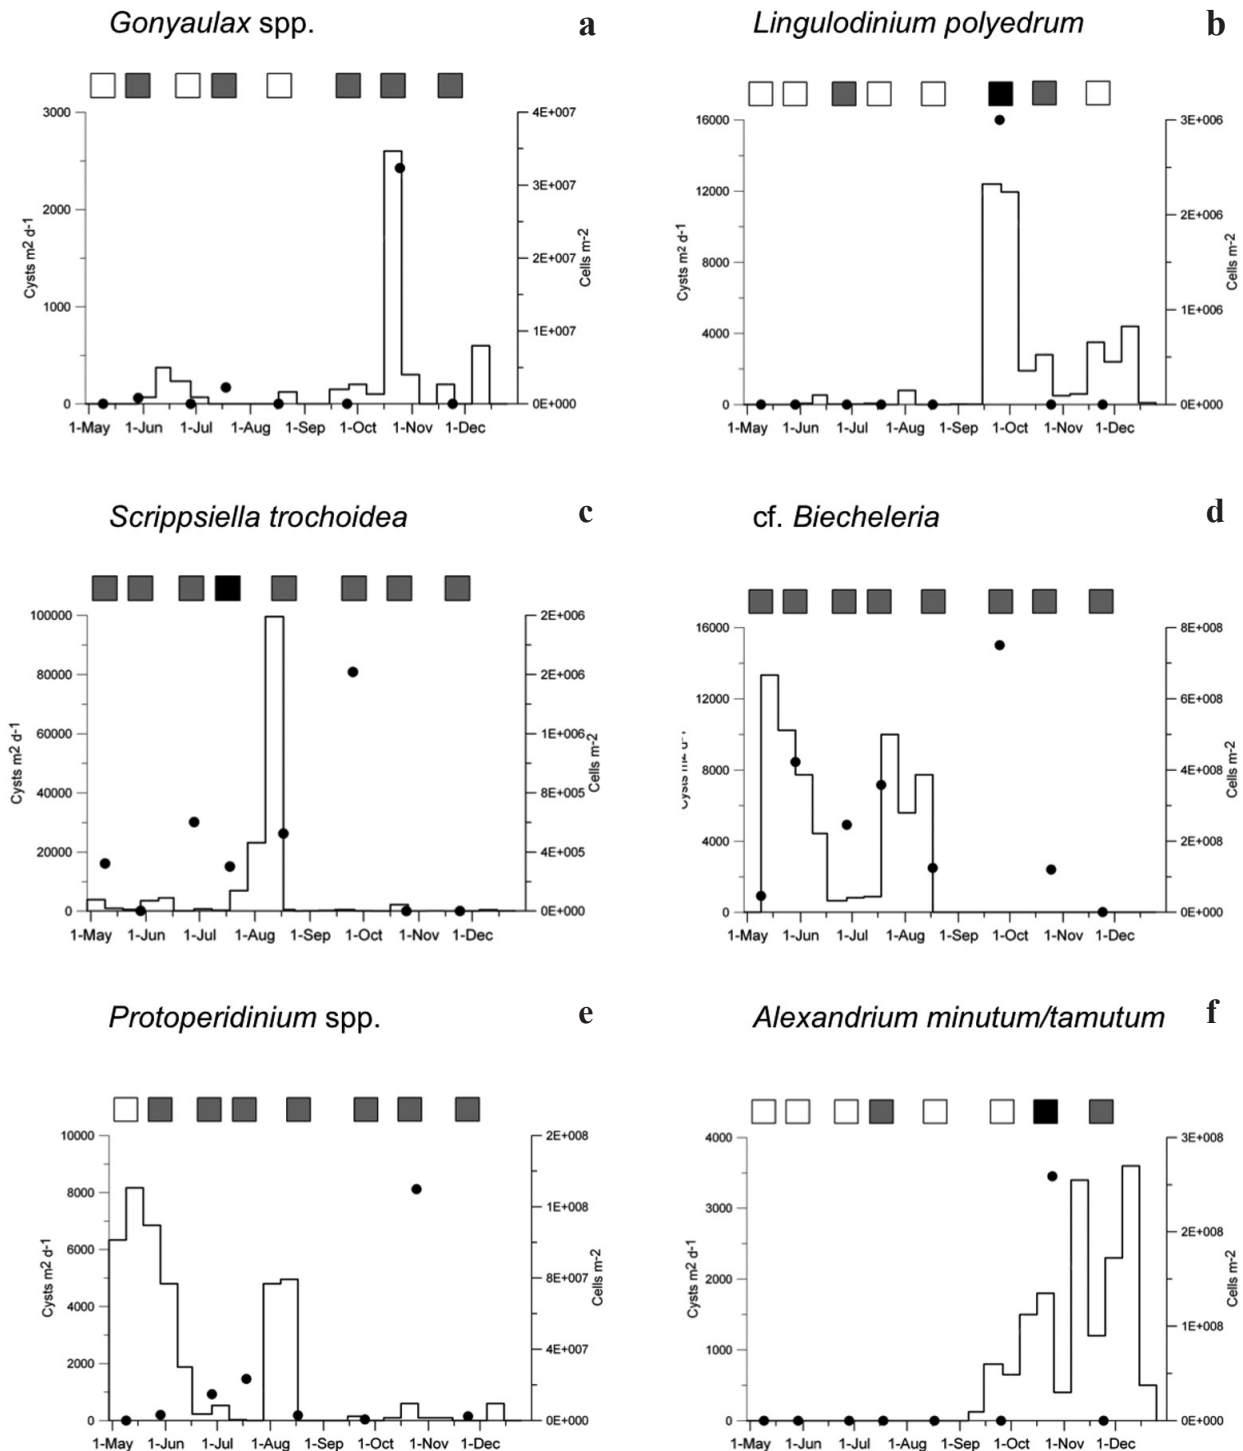 Gonyaulax spp.
a
3000
2000
1000
0
4E+007
3E+007
2E+007
1E+007
0E+000
Cysts m2 d-1
Cells m-2
1-May 1-Jun 1-Jul 1-Aug 1-Sep 1-Oct 1-Nov 1-Dec
Lingulodinium polyedrum
b
16000
12000
8000
4000
0
3E+006
2E+006
1E+006
0E+000
Cysts m2 d-1
Cells m-2
1-May 1-Jun 1-Jul 1-Aug 1-Sep 1-Oct 1-Nov 1-Dec
Scrippsiella trochoidea
c
100000
80000
60000
40000
20000
0
2E+006
2E+006
1E+006
8E+005
4E+005
0E+000
Cysts m2 d-1
Cells m-2
1-May 1-Jun 1-Jul 1-Aug 1-Sep 1-Oct 1-Nov 1-Dec
cf. Biecheleria
d
16000
12000
8000
4000
0
8E+008
6E+008
4E+008
2E+008
0E+000
Cysts m2 d-1
Cells m-2
1-May 1-Jun 1-Jul 1-Aug 1-Sep 1-Oct 1-Nov 1-Dec
Protoperidinium spp.
e
10000
8000
6000
4000
2000
0
2E+008
1E+008
8E+007
4E+007
0E+000
Cysts m2 d-1
Cells m-2
1-May 1-Jun 1-Jul 1-Aug 1-Sep 1-Oct 1-Nov 1-Dec
Alexandrium minutum/tamutum
f
4000
3000
2000
1000
0
3E+008
2E+008
1E+008
0E+000
Cysts m2 d-1
Cells m-2
1-May 1-Jun 1-Jul 1-Aug 1-Sep 1-Oct 1-Nov 1-Dec